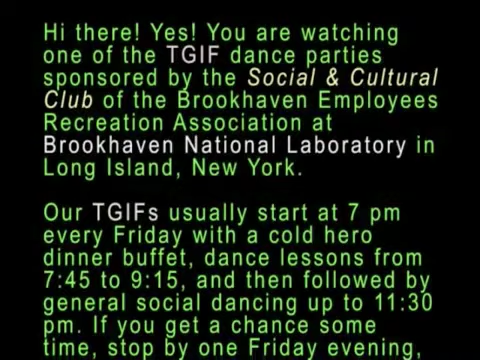 Hi there! Yes! You are watching
one of the TGIF dance parties
sponsored by the Social & Cultural
Club of the Brookhaven Employees
Recreation Association at
Brookhaven National Laboratory in
Long Island, New York.
Our TGIFs usually start at 7 pm
every Friday with a cold hero
dinner buffet, dance lessons from
7:45 to 9:15, and then followed by
general social dancing up to 11:30
pm. If you get a chance some
time, stop by one Friday evening,